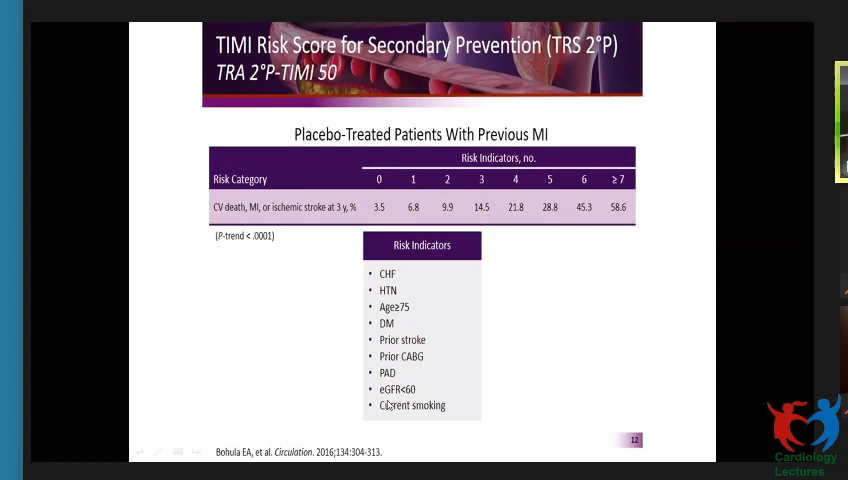 TIMI Risk Score for Secondary Prevention (TRS 2°P)
TRA 2°P-TIMI 50
Placebo-Treated Patients With Previous MI
Risk Indicators, no.
Risk Category 0 1 2 3 4 5 6 ≥ 7
CV death, MI, or ischemic stroke at 3 y, % 3.5 6.8 9.9 14.5 21.8 28.8 45.3 58.6
(P-trend < .0001)
Risk Indicators
• CHF
• HTN
• Age≥75
• DM
• Prior stroke
• Prior CABG
• PAD
• eGFR<60
• Current smoking
12
Bohula EA, et al. Circulation. 2016;134:304-313.
Cardiology
Lectures